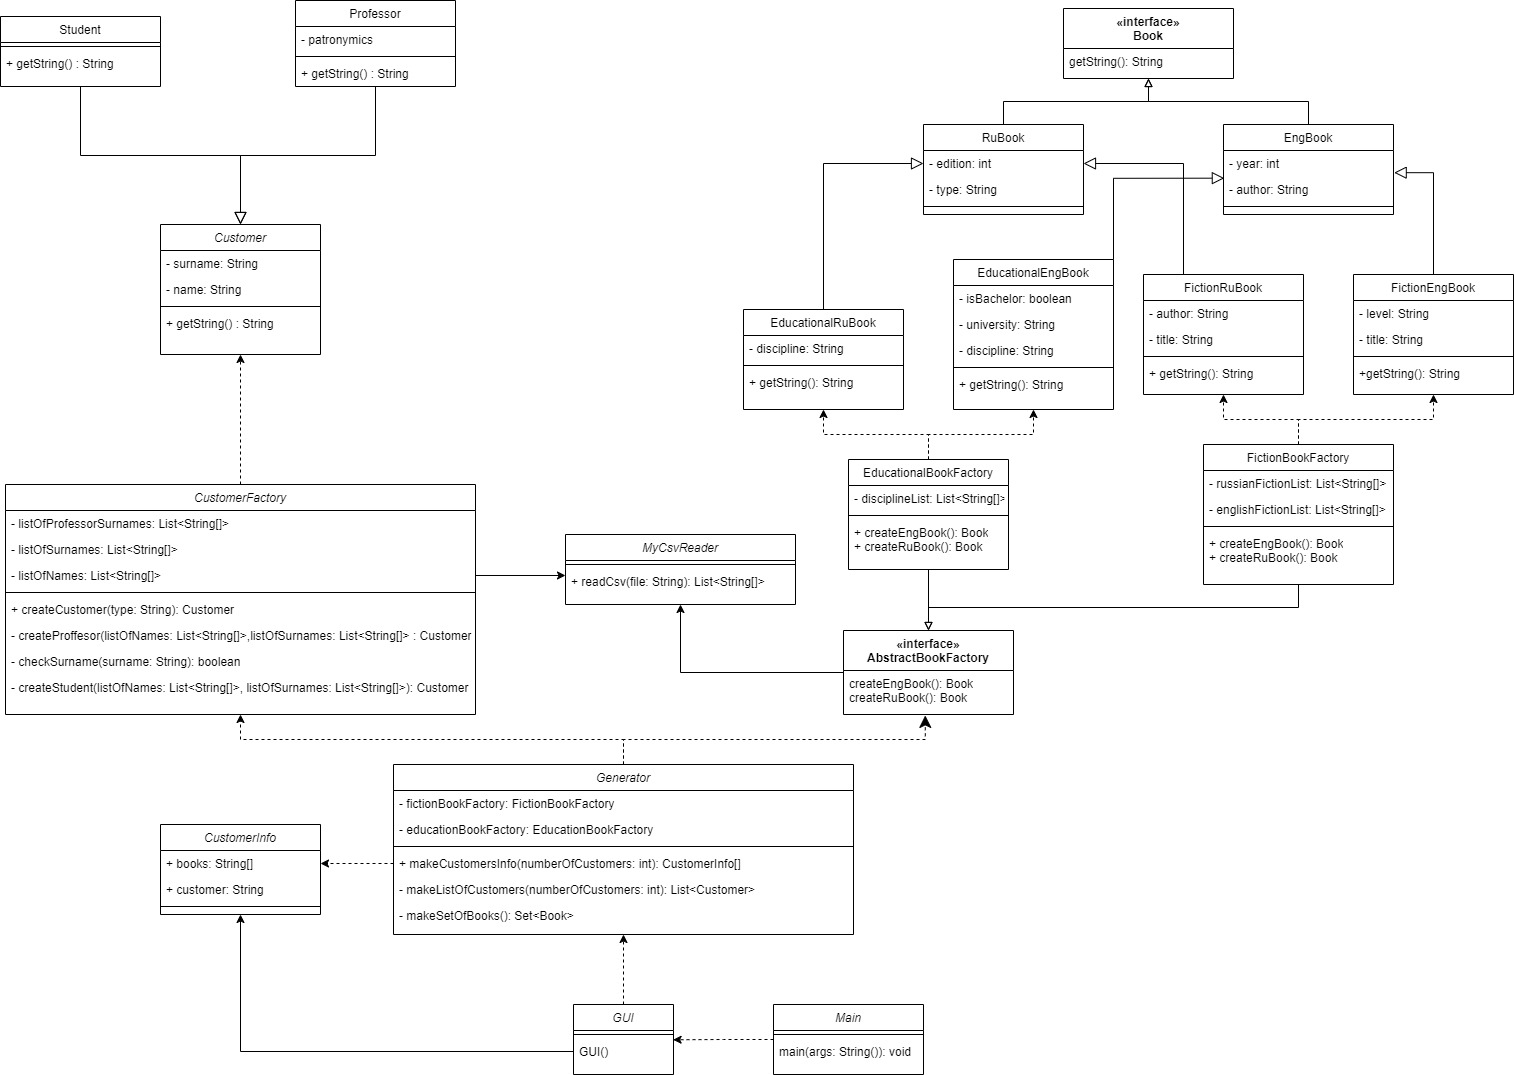 Student
+ getString() : String
Professor
- patronymics
+ getString() : String
«interface»
Book
getString(): String
RuBook
- edition: int
- type: String
EngBook
- year: int
- author: String
Customer
- surname: String
- name: String
+ getString() : String
EducationalRuBook
- discipline: String
+ getString(): String
EducationalEngBook
- isBachelor: boolean
- university: String
- discipline: String
+ getString(): String
FictionRuBook
- author: String
- title: String
+ getString(): String
FictionEngBook
- level: String
- title: String
+getString(): String
CustomerFactory
- listOfProfessorSurnames: List<String[]>
- listOfSurnames: List<String[]>
- listOfNames: List<String[]>
+ createCustomer(type: String): Customer
- createProffesor(listOfNames: List<String[]>,listOfSurnames: List<String[]> : Customer
- checkSurname(surname: String): boolean
- createStudent(listOfNames: List<String[]>, listOfSurnames: List<String[]>): Customer
MyCsvReader
+ readCsv(file: String): List<String[]>
EducationalBookFactory
- disciplineList: List<String[]>
+ createEngBook(): Book
+ createRuBook(): Book
FictionBookFactory
- russianFictionList: List<String[]>
- englishFictionList: List<String[]>
+ createEngBook(): Book
+ createRuBook(): Book
«interface»
AbstractBookFactory
createEngBook(): Book
createRuBook(): Book
Generator
- fictionBookFactory: FictionBookFactory
- educationBookFactory: EducationBookFactory
+ makeCustomersInfo(numberOfCustomers: int): CustomerInfo[]
- makeListOfCustomers(numberOfCustomers: int): List<Customer>
- makeSetOfBooks(): Set<Book>
CustomerInfo
+ books: String[]
+ customer: String
GUI
GUI()
Main
main(args: String()): void